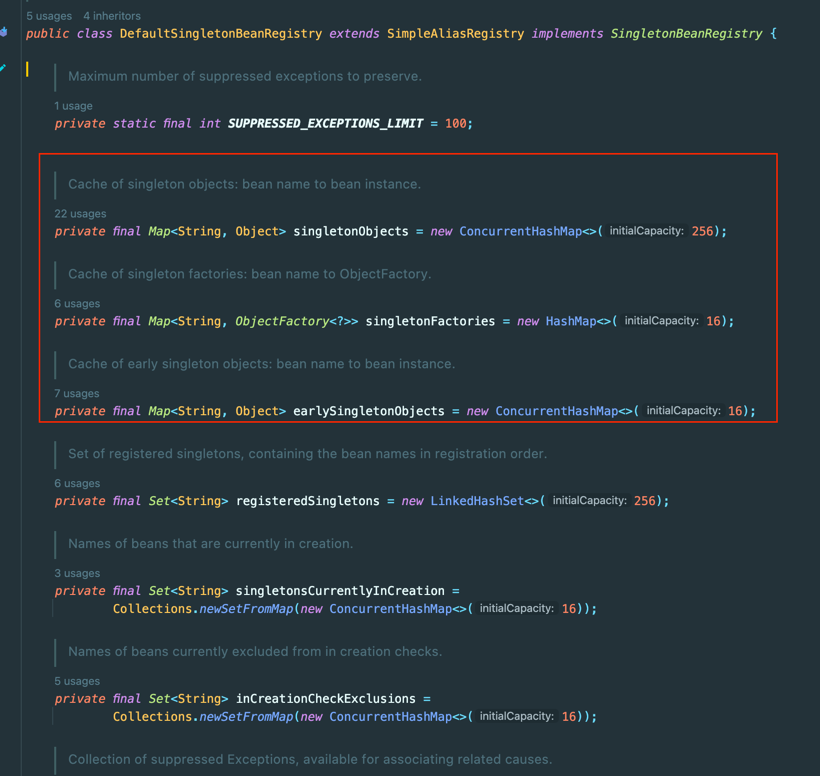 5 usages 4 inheritors
public class DefaultSingletonBeanRegistry extends SimpleAliasRegistry implements SingletonBeanRegistry {
Maximum number of suppressed exceptions to preserve.
1 usage
private static final int SUPPRESSED_EXCEPTIONS_LIMIT = 100;
Cache of singleton objects: bean name to bean instance.
22 usages
private final Map<String, Object> singletonObjects = new ConcurrentHashMap<>( initialCapacity: 256);
Cache of singleton factories: bean name to ObjectFactory.
6 usages
private final Map<String, ObjectFactory<?>> singletonFactories = new HashMap<>( initialCapacity: 16);
Cache of early singleton objects: bean name to bean instance.
7 usages
private final Map<String, Object> earlySingletonObjects = new ConcurrentHashMap<>( initialCapacity: 16);
Set of registered singletons, containing the bean names in registration order.
6 usages
private final Set<String> registeredSingletons = new LinkedHashSet<>( initialCapacity: 256);
Names of beans that are currently in creation.
3 usages
private final Set<String> singletonsCurrentlyInCreation =
Collections.newSetFromMap(new ConcurrentHashMap<>( initialCapacity: 16));
Names of beans currently excluded from in creation checks.
5 usages
private final Set<String> inCreationCheckExclusions =
Collections.newSetFromMap(new ConcurrentHashMap<>( initialCapacity: 16));
Collection of suppressed Exceptions, available for associating related causes.